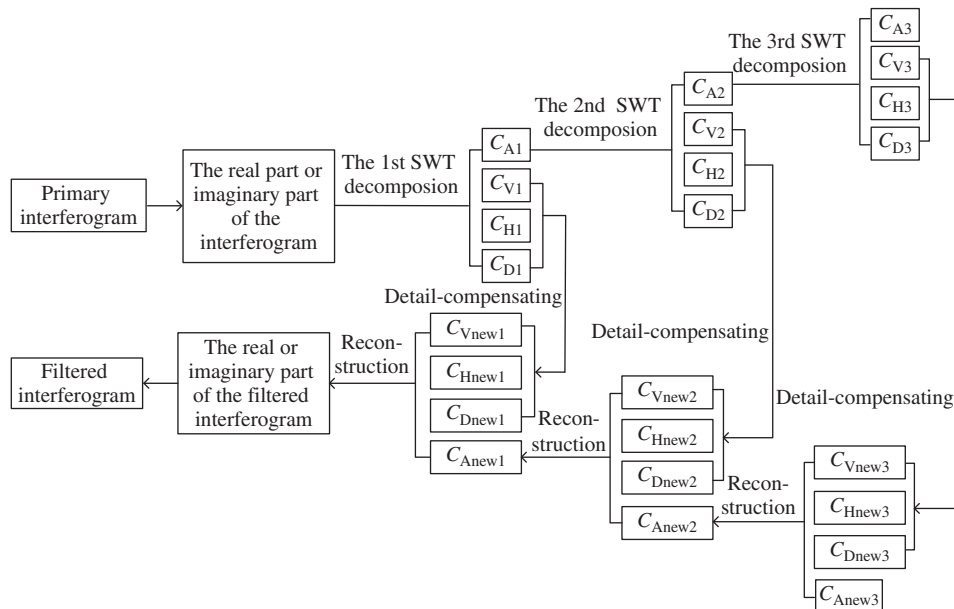 Primary
interferogram
The real part or
imaginary part
of the
interferogram
The 1st SWT
decomposion
C_A1
C_V1
C_H1
C_D1
The 2nd SWT
decomposion
C_A2
C_V2
C_H2
C_D2
The 3rd SWT
decomposion
C_A3
C_V3
C_H3
C_D3
Detail-compensating
Detail-compensating
Detail-compensating
Filtered
interferogram
The real or
imaginary part
of the filtered
interferogram
Recon-
struction
C_Vnew1
C_Hnew1
C_Dnew1
C_Anew1
Recon-
struction
C_Vnew2
C_Hnew2
C_Dnew2
C_Anew2
Recon-
struction
C_Vnew3
C_Hnew3
C_Dnew3
C_Anew3